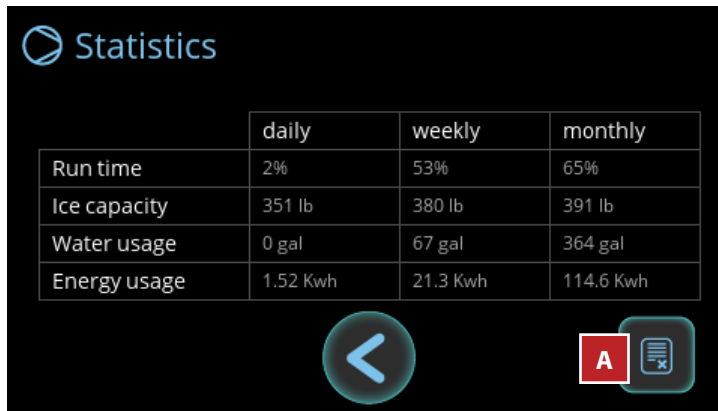 Statistics
daily weekly monthly
Run time 2% 53% 65%
Ice capacity 351 lb 380 lb 391 lb
Water usage 0 gal 67 gal 364 gal
Energy usage 1.52 Kwh 21.3 Kwh 114.6 Kwh
A